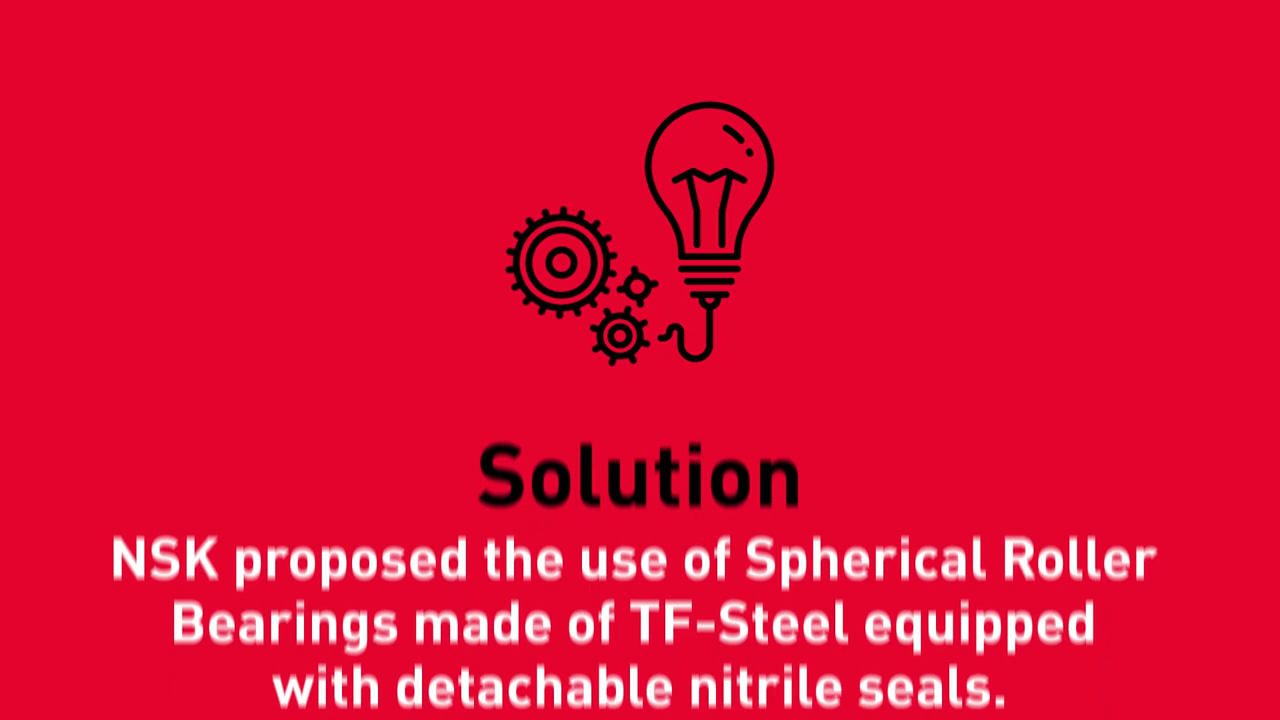 Solution
NSK proposed the use of Spherical Roller
Bearings made of TF-Steel equipped
with detachable nitrile seals.